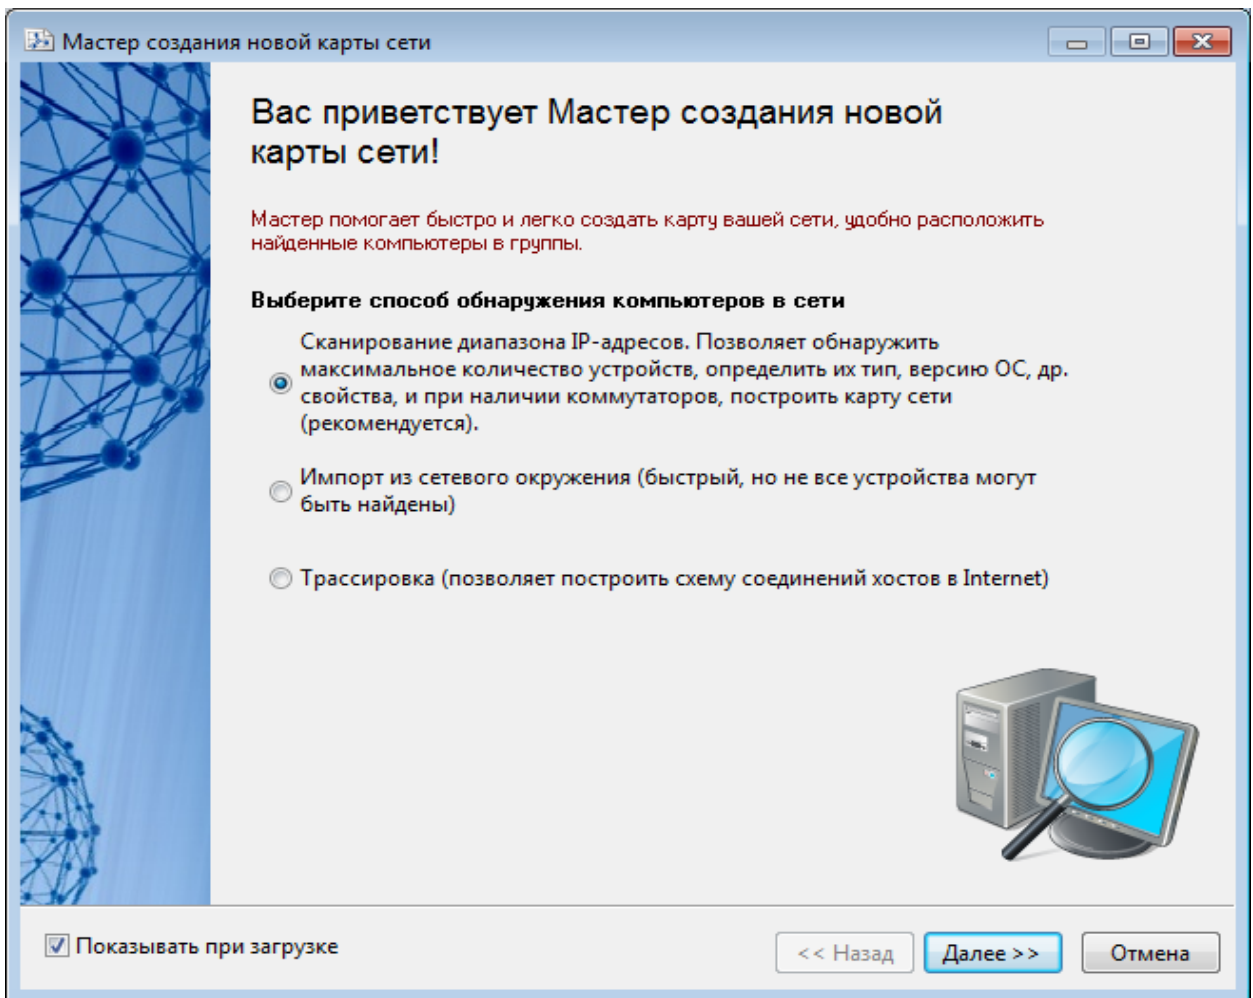 Мастер создания новой карты сети
Вас приветствует Мастер создания новой
карты сети!
Мастер помогает быстро и легко создать карту вашей сети, удобно расположить
найденные компьютеры в группы.
Выберите способ обнаружения компьютеров в сети
Сканирование диапазона IP-адресов. Позволяет обнаружить
максимальное количество устройств, определить их тип, версию ОС, др.
свойства, и при наличии коммутаторов, построить карту сети
(рекомендуется).
Импорт из сетевого окружения (быстрый, но не все устройства могут
быть найдены)
Трассировка (позволяет построить схему соединений хостов в Internet)
Показывать при загрузке
<< Назад
Далее >>
Отмена